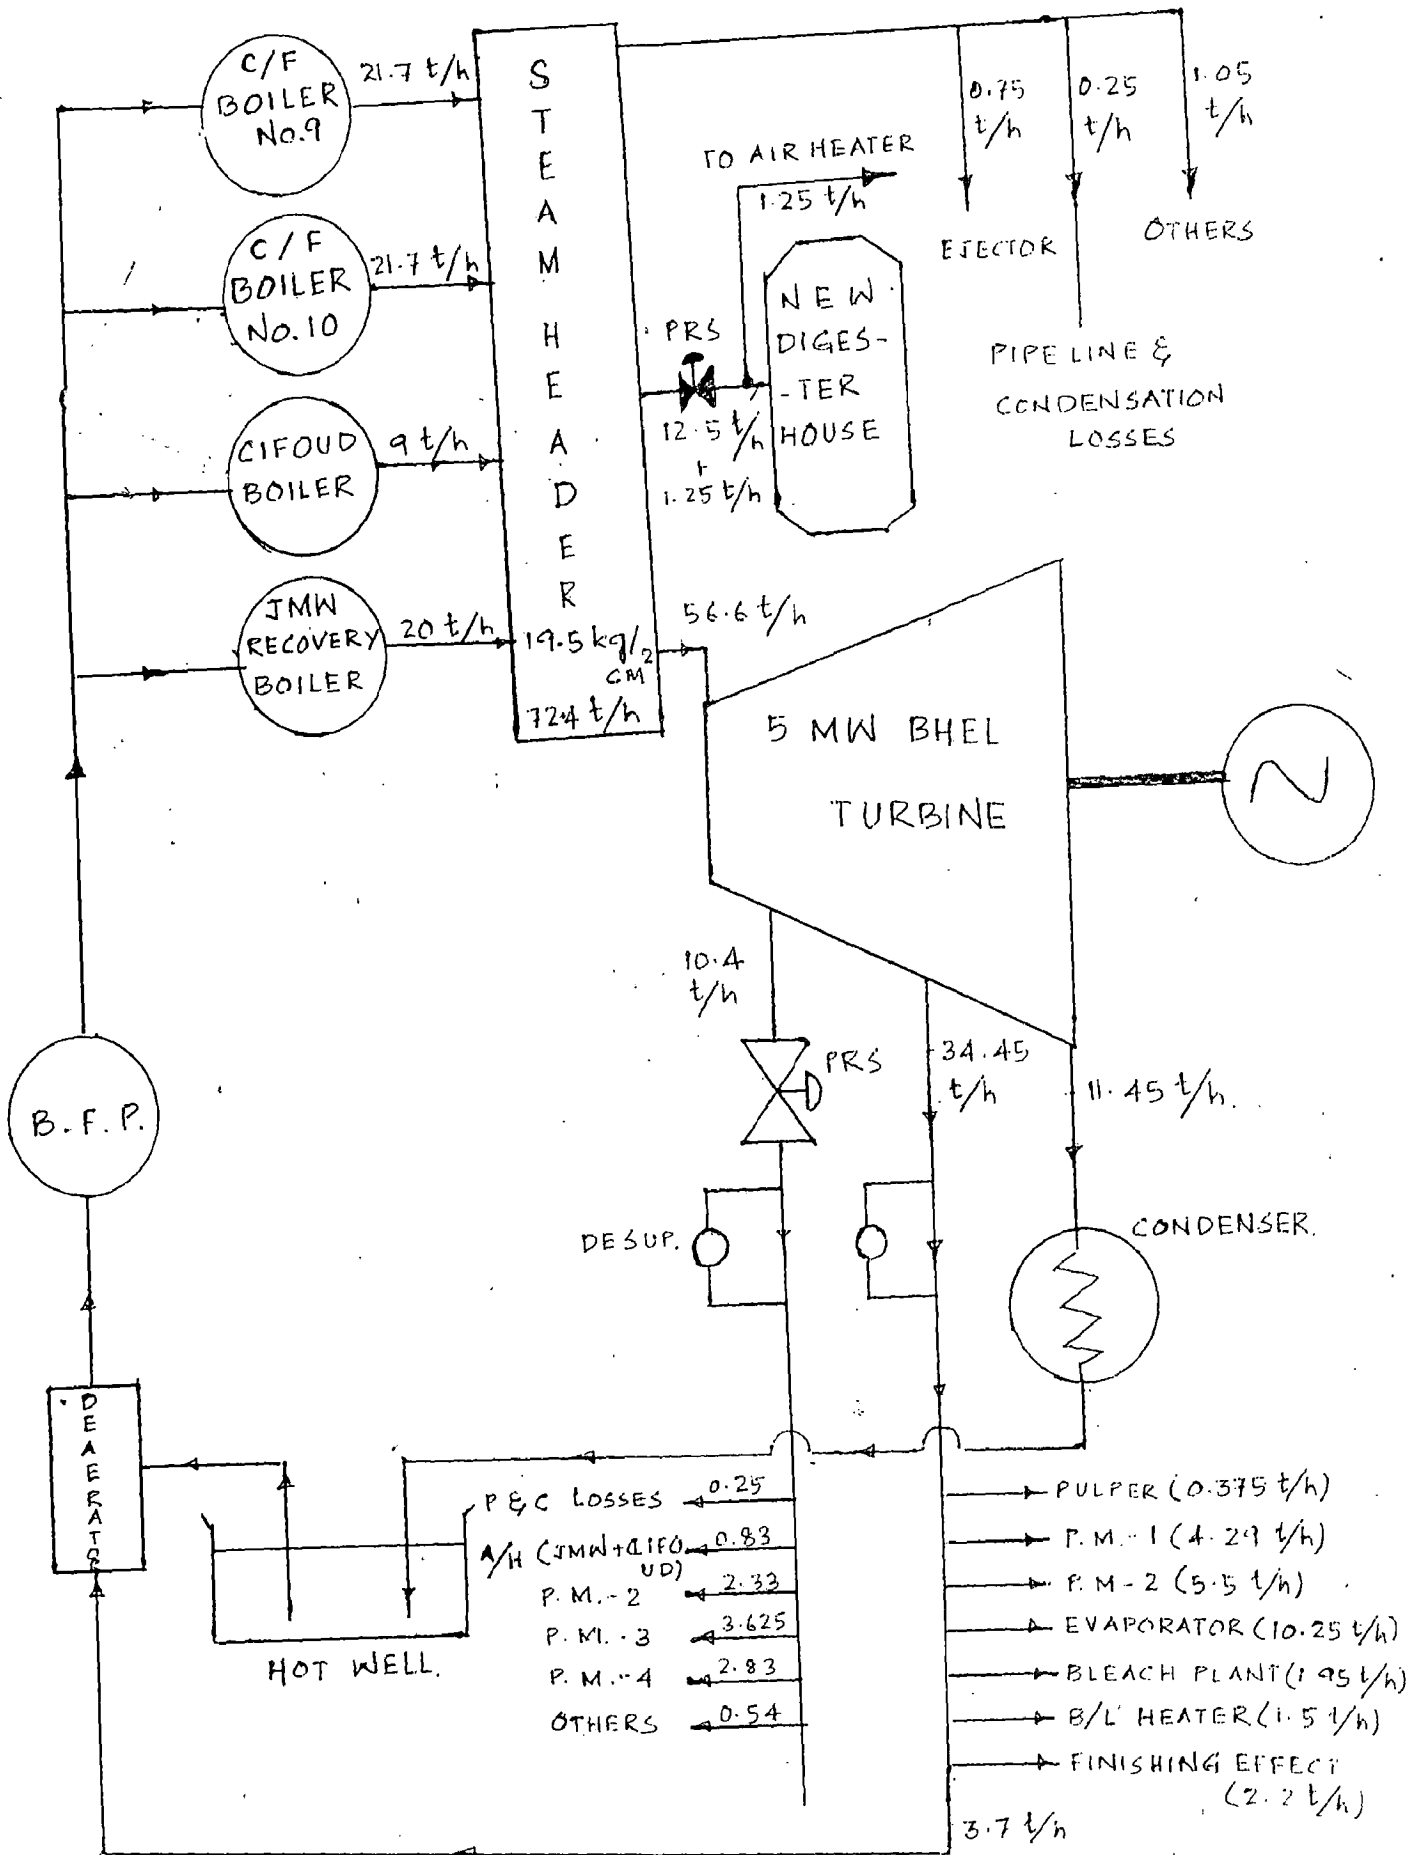 C/F
BOILER
No.9
21.7 t/h
C/F
BOILER
No.10
21.7 t/h
CIFOUD
BOILER
9 t/h
JMW
RECOVERY
BOILER
20 t/h
STEAM HEADER
19.5 kg/
CM2
72.4 t/h
0.75
t/h
0.25
t/h
1.05
t/h
EJECTOR
OTHERS
PIPE LINE &
CONDENSATION
LOSSES
TO AIR HEATER
1.25 t/h
PRS
12.5 t/h
+
1.25 t/h
NEW
DIGES-
-TER
HOUSE
56.6 t/h
5 MW BHEL
TURBINE
N
10.4
t/h
PRS
34.45
t/h
11.45 t/h.
DESUP.
CONDENSER.
B.F.P.
DEAERATOR
HOT WELL.
P & C LOSSES 0.25
A/H (JMW+CIFO 0.83
UD)
P.M.-2 2.33
P.M.-3 3.625
P.M.-4 2.83
OTHERS 0.54
PULPER (0.375 t/h)
P.M.-1 (4.29 t/h)
P.M-2 (5.5 t/h)
EVAPORATOR (10.25 t/h)
BLEACH PLANT (1.95 t/h)
B/L HEATER (1.5 t/h)
FINISHING EFFECT
(2.2 t/h)
3.7 t/h